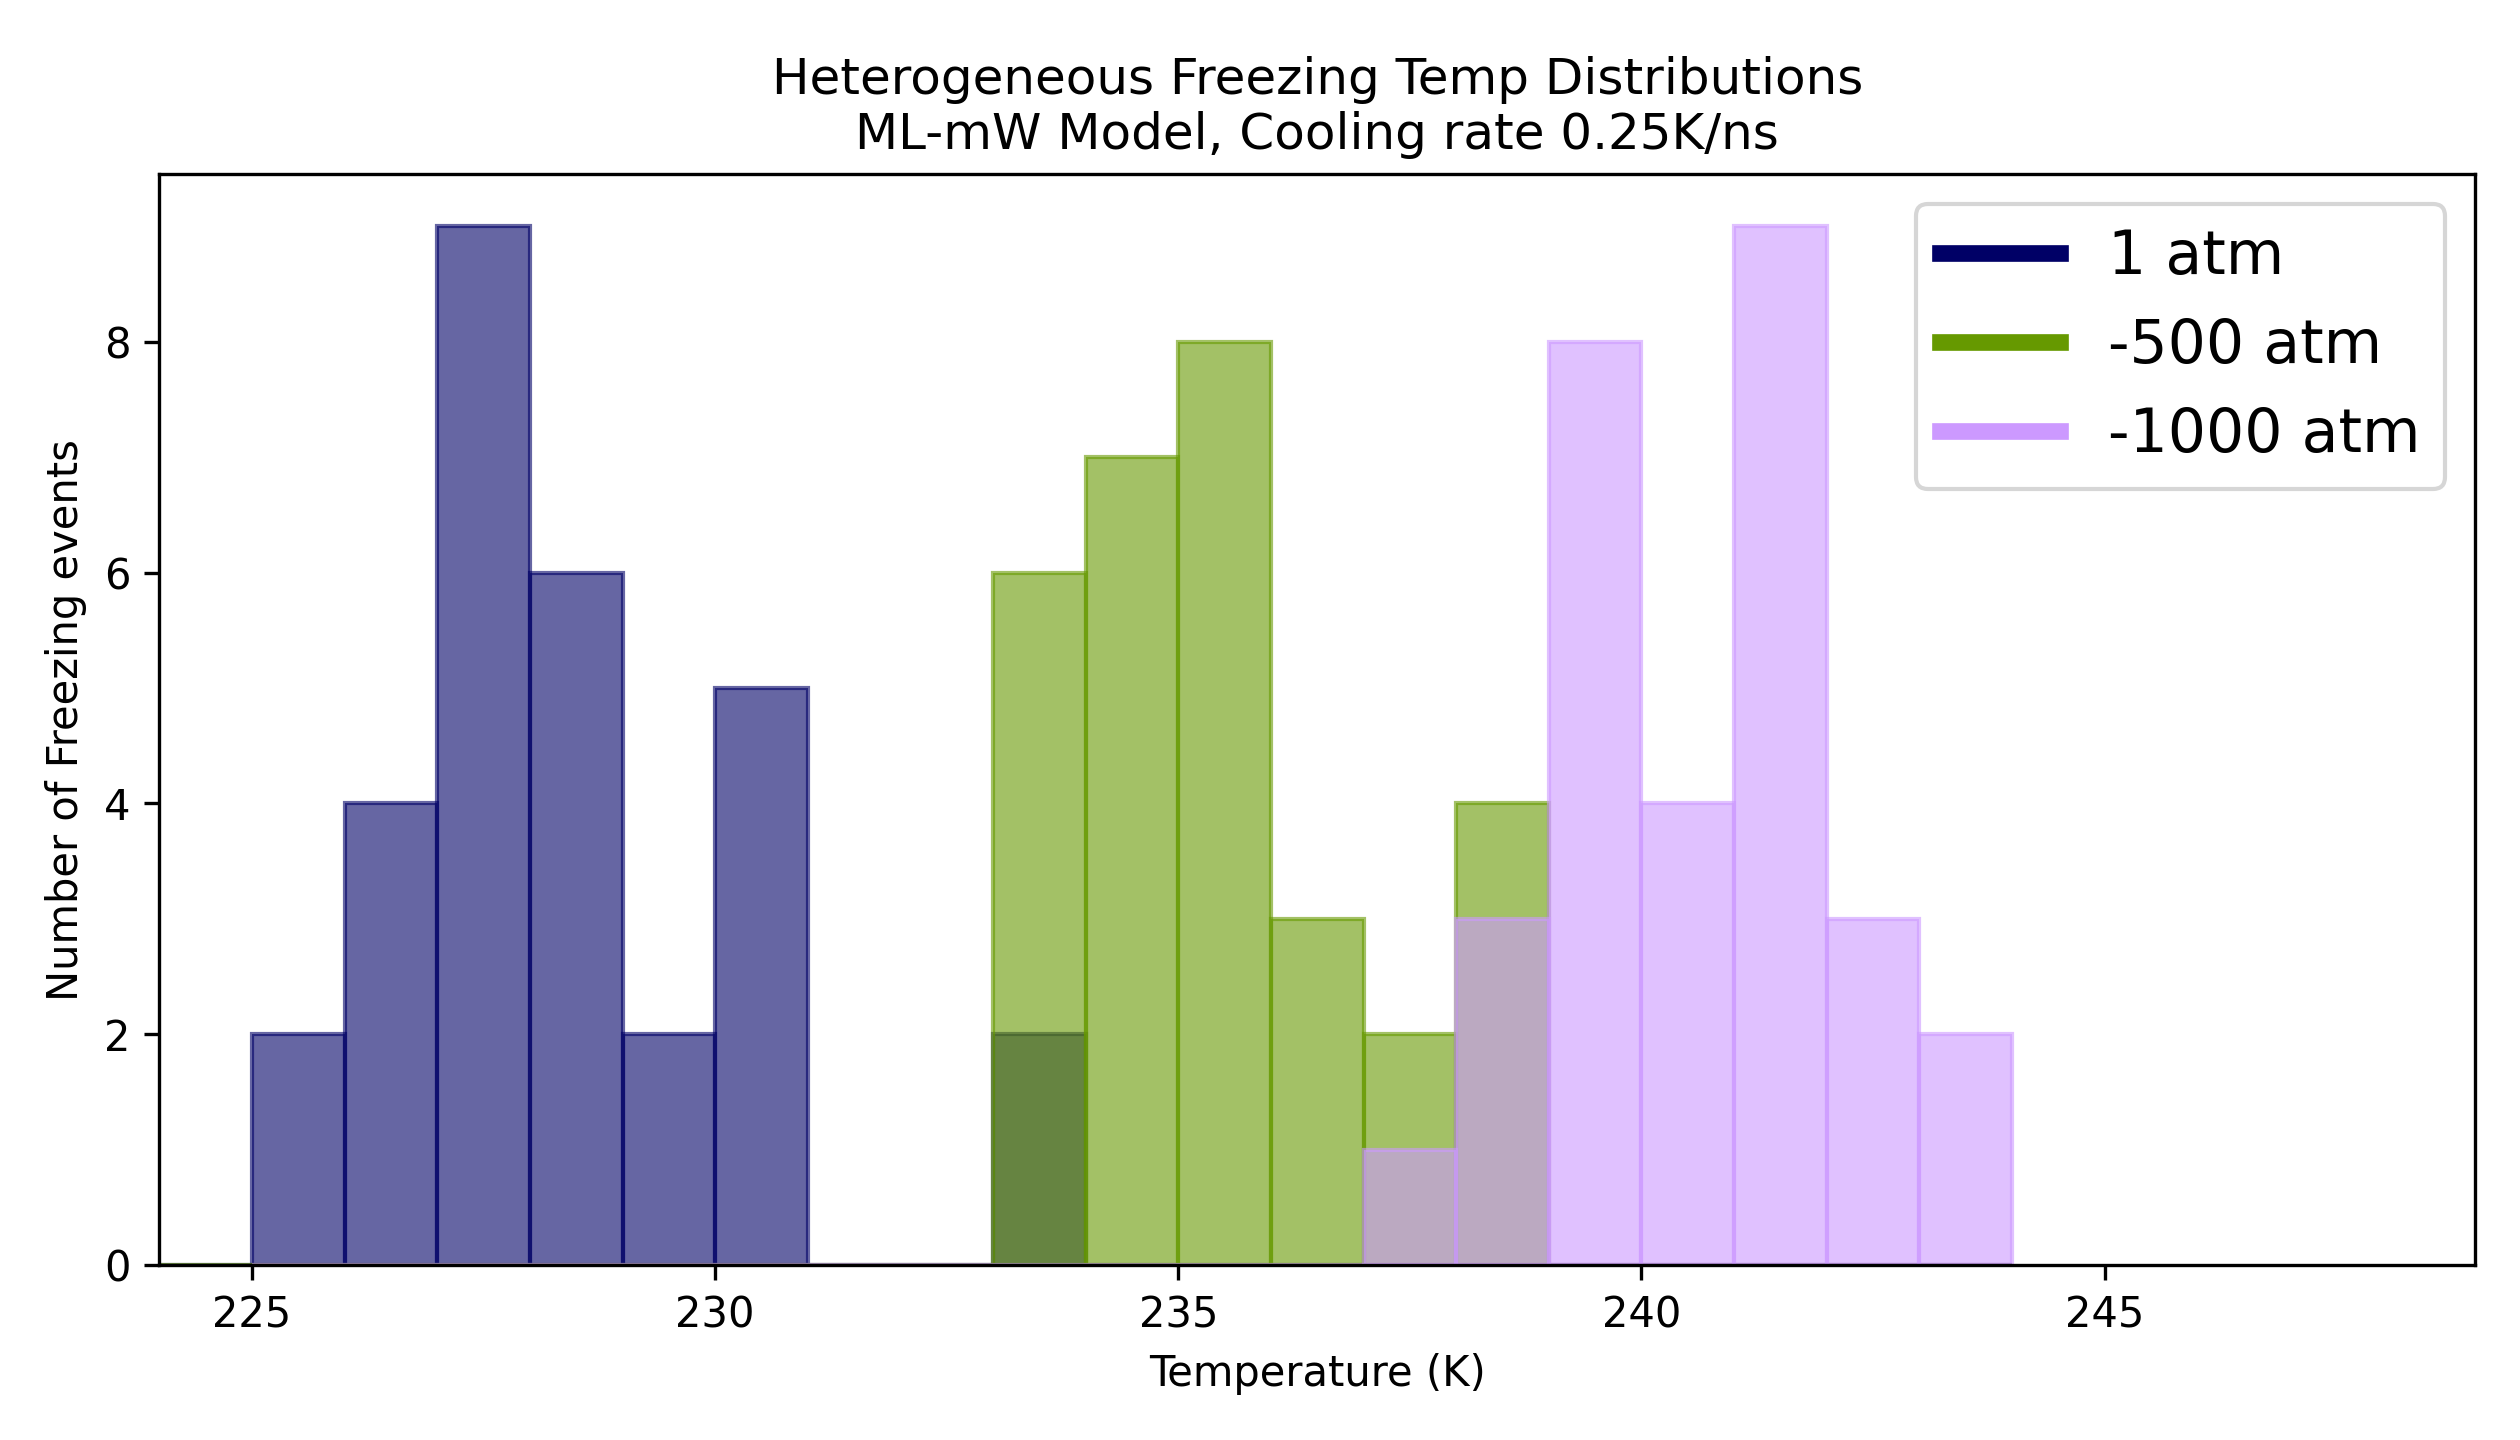 Heterogeneous Freezing Temp Distributions
ML-mW Model, Cooling rate 0.25K/ns
1 atm
-500 atm
-1000 atm
Number of Freezing events
8
6
4
2
0
225 230 235 240 245
Temperature (K)